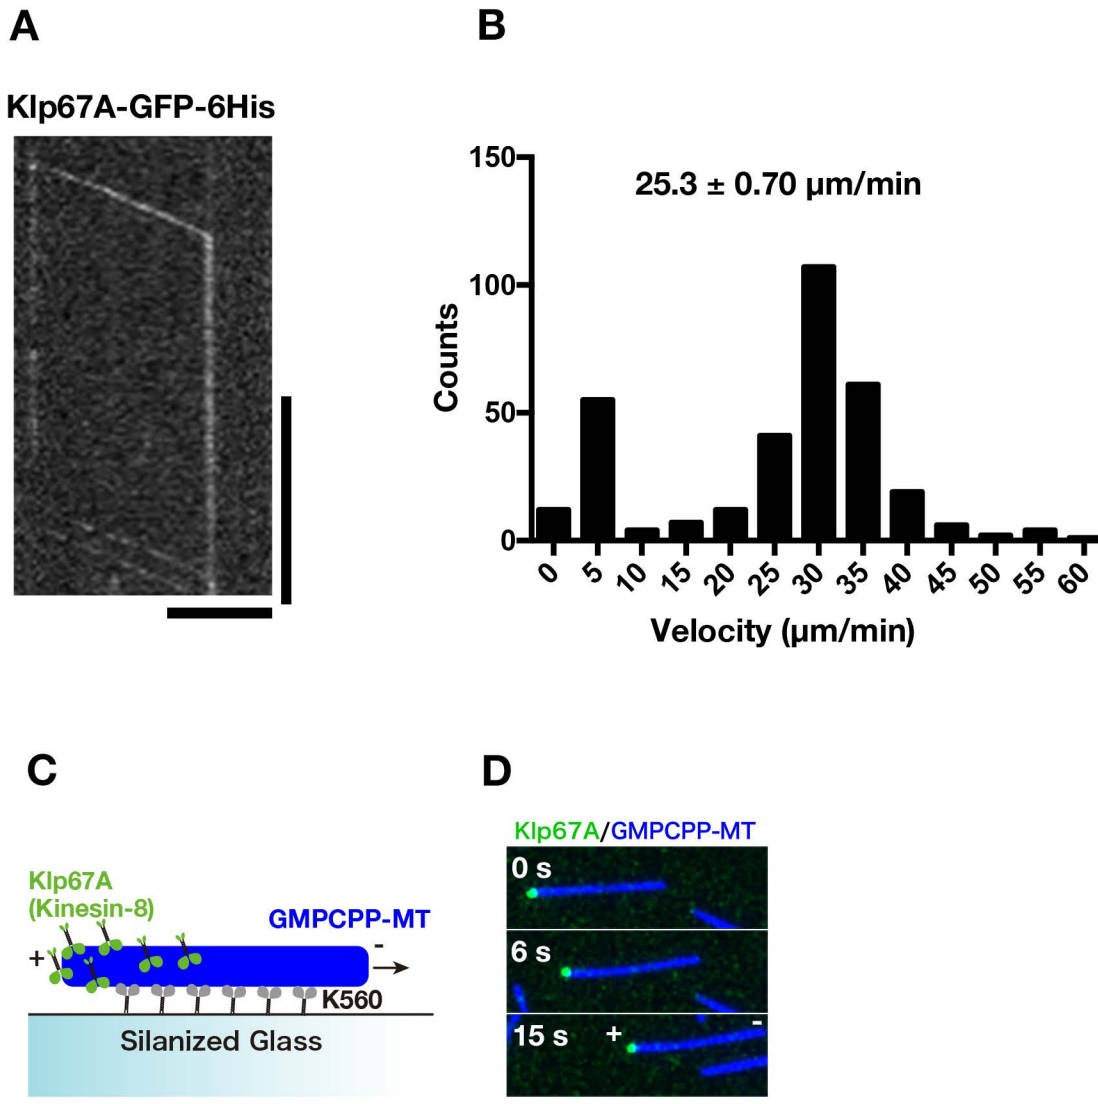 A
B
Klp67A-GFP-6His
25.3 ± 0.70 µm/min
150
100
50
0
Counts
0 5 10 15 20 25 30 35 40 45 50 55 60
Velocity (µm/min)
C
D
Klp67A
(Kinesin-8)
GMPCPP-MT
+
-
K560
Silanized Glass
Klp67A/GMPCPP-MT
0 s
6 s
15 s + -